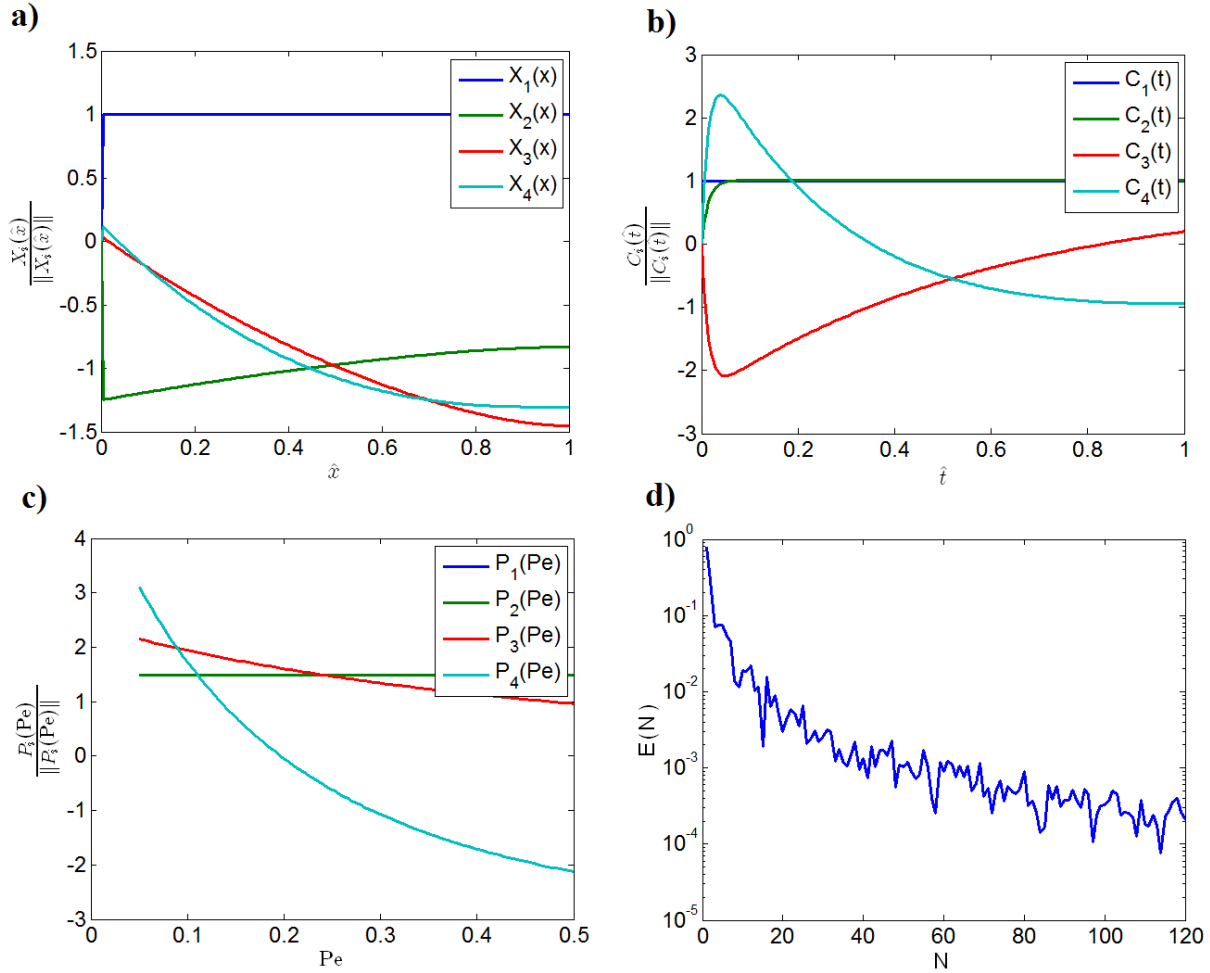 a)
1.5
1
0.5
0
-0.5
-1
-1.5
0
0.2
0.4
0.6
0.8
1
X_i(x̂)
‖X_i(x̂)‖
x̂
X_1(x)
X_2(x)
X_3(x)
X_4(x)
b)
3
2
1
0
-1
-2
-3
0
0.2
0.4
0.6
0.8
1
C_i(t̂)
‖C_i(t̂)‖
t̂
C_1(t)
C_2(t)
C_3(t)
C_4(t)
c)
4
3
2
1
0
-1
-2
-3
0
0.1
0.2
0.3
0.4
0.5
P_i(Pe)
‖P_i(Pe)‖
Pe
P_1(Pe)
P_2(Pe)
P_3(Pe)
P_4(Pe)
d)
10^0
10^-1
10^-2
10^-3
10^-4
10^-5
0
20
40
60
80
100
120
E(N)
N